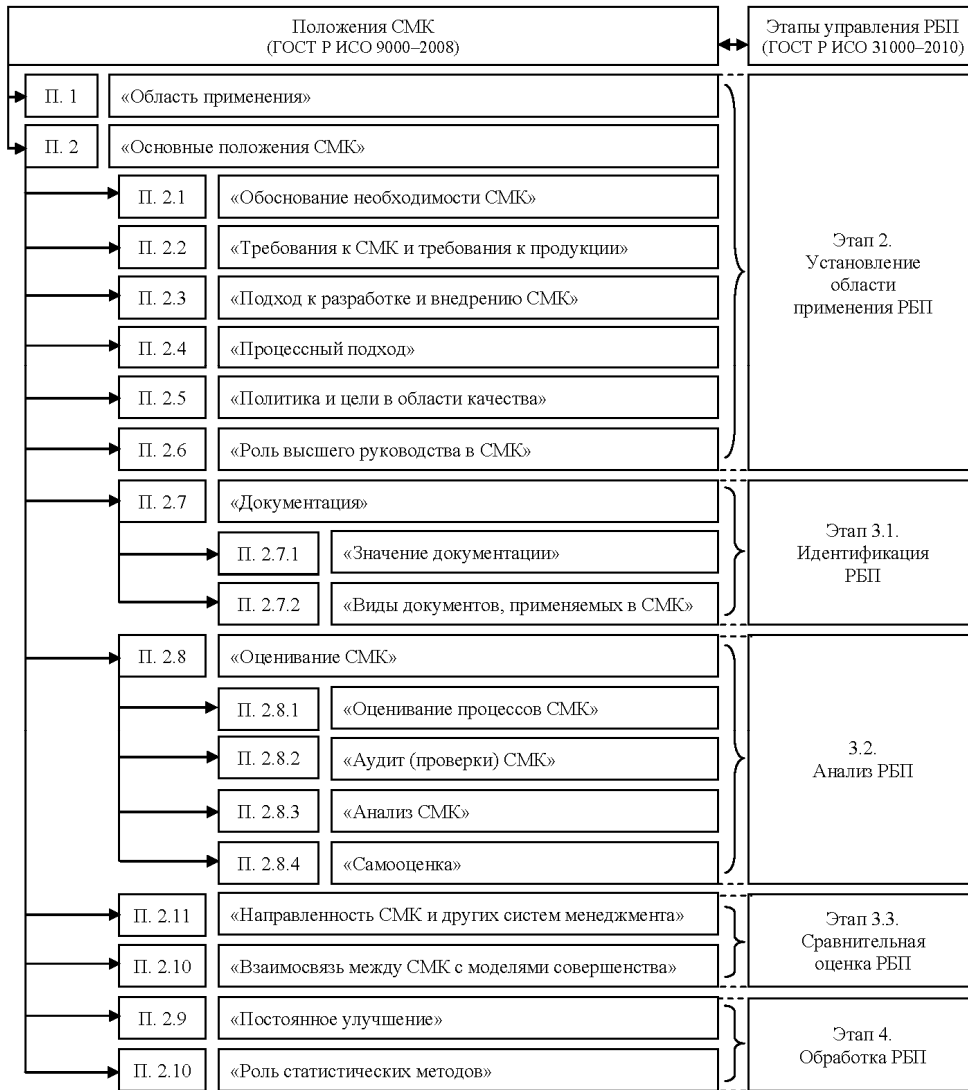 Положения СМК
(ГОСТ Р ИСО 9000–2008)
Этапы управления РБП
(ГОСТ Р ИСО 31000–2010)
П. 1
«Область применения»
П. 2
«Основные положения СМК»
П. 2.1
«Обоснование необходимости СМК»
П. 2.2
«Требования к СМК и требования к продукции»
П. 2.3
«Подход к разработке и внедрению СМК»
П. 2.4
«Процессный подход»
П. 2.5
«Политика и цели в области качества»
П. 2.6
«Роль высшего руководства в СМК»
Этап 2.
Установление
области
применения РБП
П. 2.7
«Документация»
П. 2.7.1
«Значение документации»
П. 2.7.2
«Виды документов, применяемых в СМК»
Этап 3.1.
Идентификация
РБП
П. 2.8
«Оценивание СМК»
П. 2.8.1
«Оценивание процессов СМК»
П. 2.8.2
«Аудит (проверки) СМК»
П. 2.8.3
«Анализ СМК»
П. 2.8.4
«Самооценка»
3.2.
Анализ РБП
П. 2.11
«Направленность СМК и других систем менеджмента»
П. 2.10
«Взаимосвязь между СМК с моделями совершенства»
Этап 3.3.
Сравнительная
оценка РБП
П. 2.9
«Постоянное улучшение»
П. 2.10
«Роль статистических методов»
Этап 4.
Обработка РБП